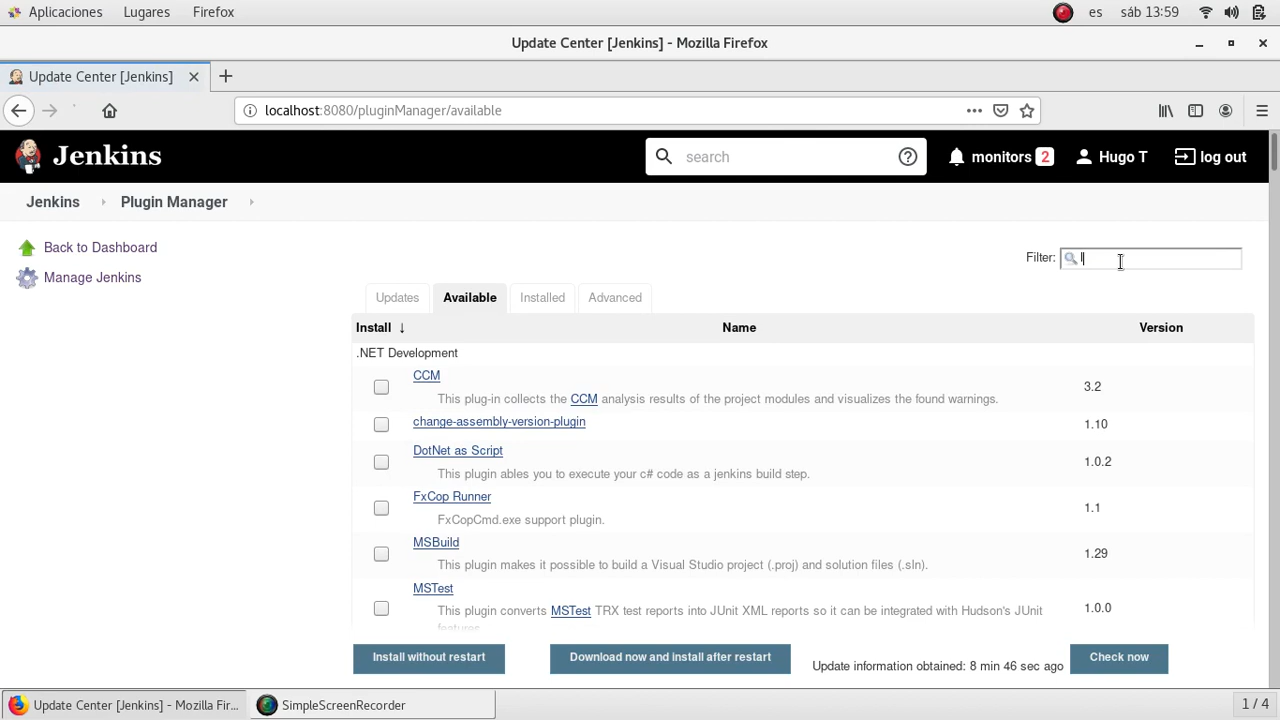 Aplicaciones Lugares Firefox es sáb 13:59
Update Center [Jenkins] - Mozilla Firefox
Update Center [Jenkins]
localhost:8080/pluginManager/available
Jenkins search monitors 2 Hugo T log out
Jenkins Plugin Manager
Back to Dashboard
Manage Jenkins
Filter: l
Updates Available Installed Advanced
Install ↓ Name Version
.NET Development
CCM
This plug-in collects the CCM analysis results of the project modules and visualizes the found warnings.
3.2
change-assembly-version-plugin 1.10
DotNet as Script
This plugin ables you to execute your c# code as a jenkins build step.
1.0.2
FxCop Runner
FxCopCmd.exe support plugin.
1.1
MSBuild
This plugin makes it possible to build a Visual Studio project (.proj) and solution files (.sln).
1.29
MSTest
This plugin converts MSTest TRX test reports into JUnit XML reports so it can be integrated with Hudson's JUnit
features.
1.0.0
Install without restart Download now and install after restart Update information obtained: 8 min 46 sec ago Check now
Update Center [Jenkins] - Mozilla Fir... SimpleScreenRecorder 1 / 4